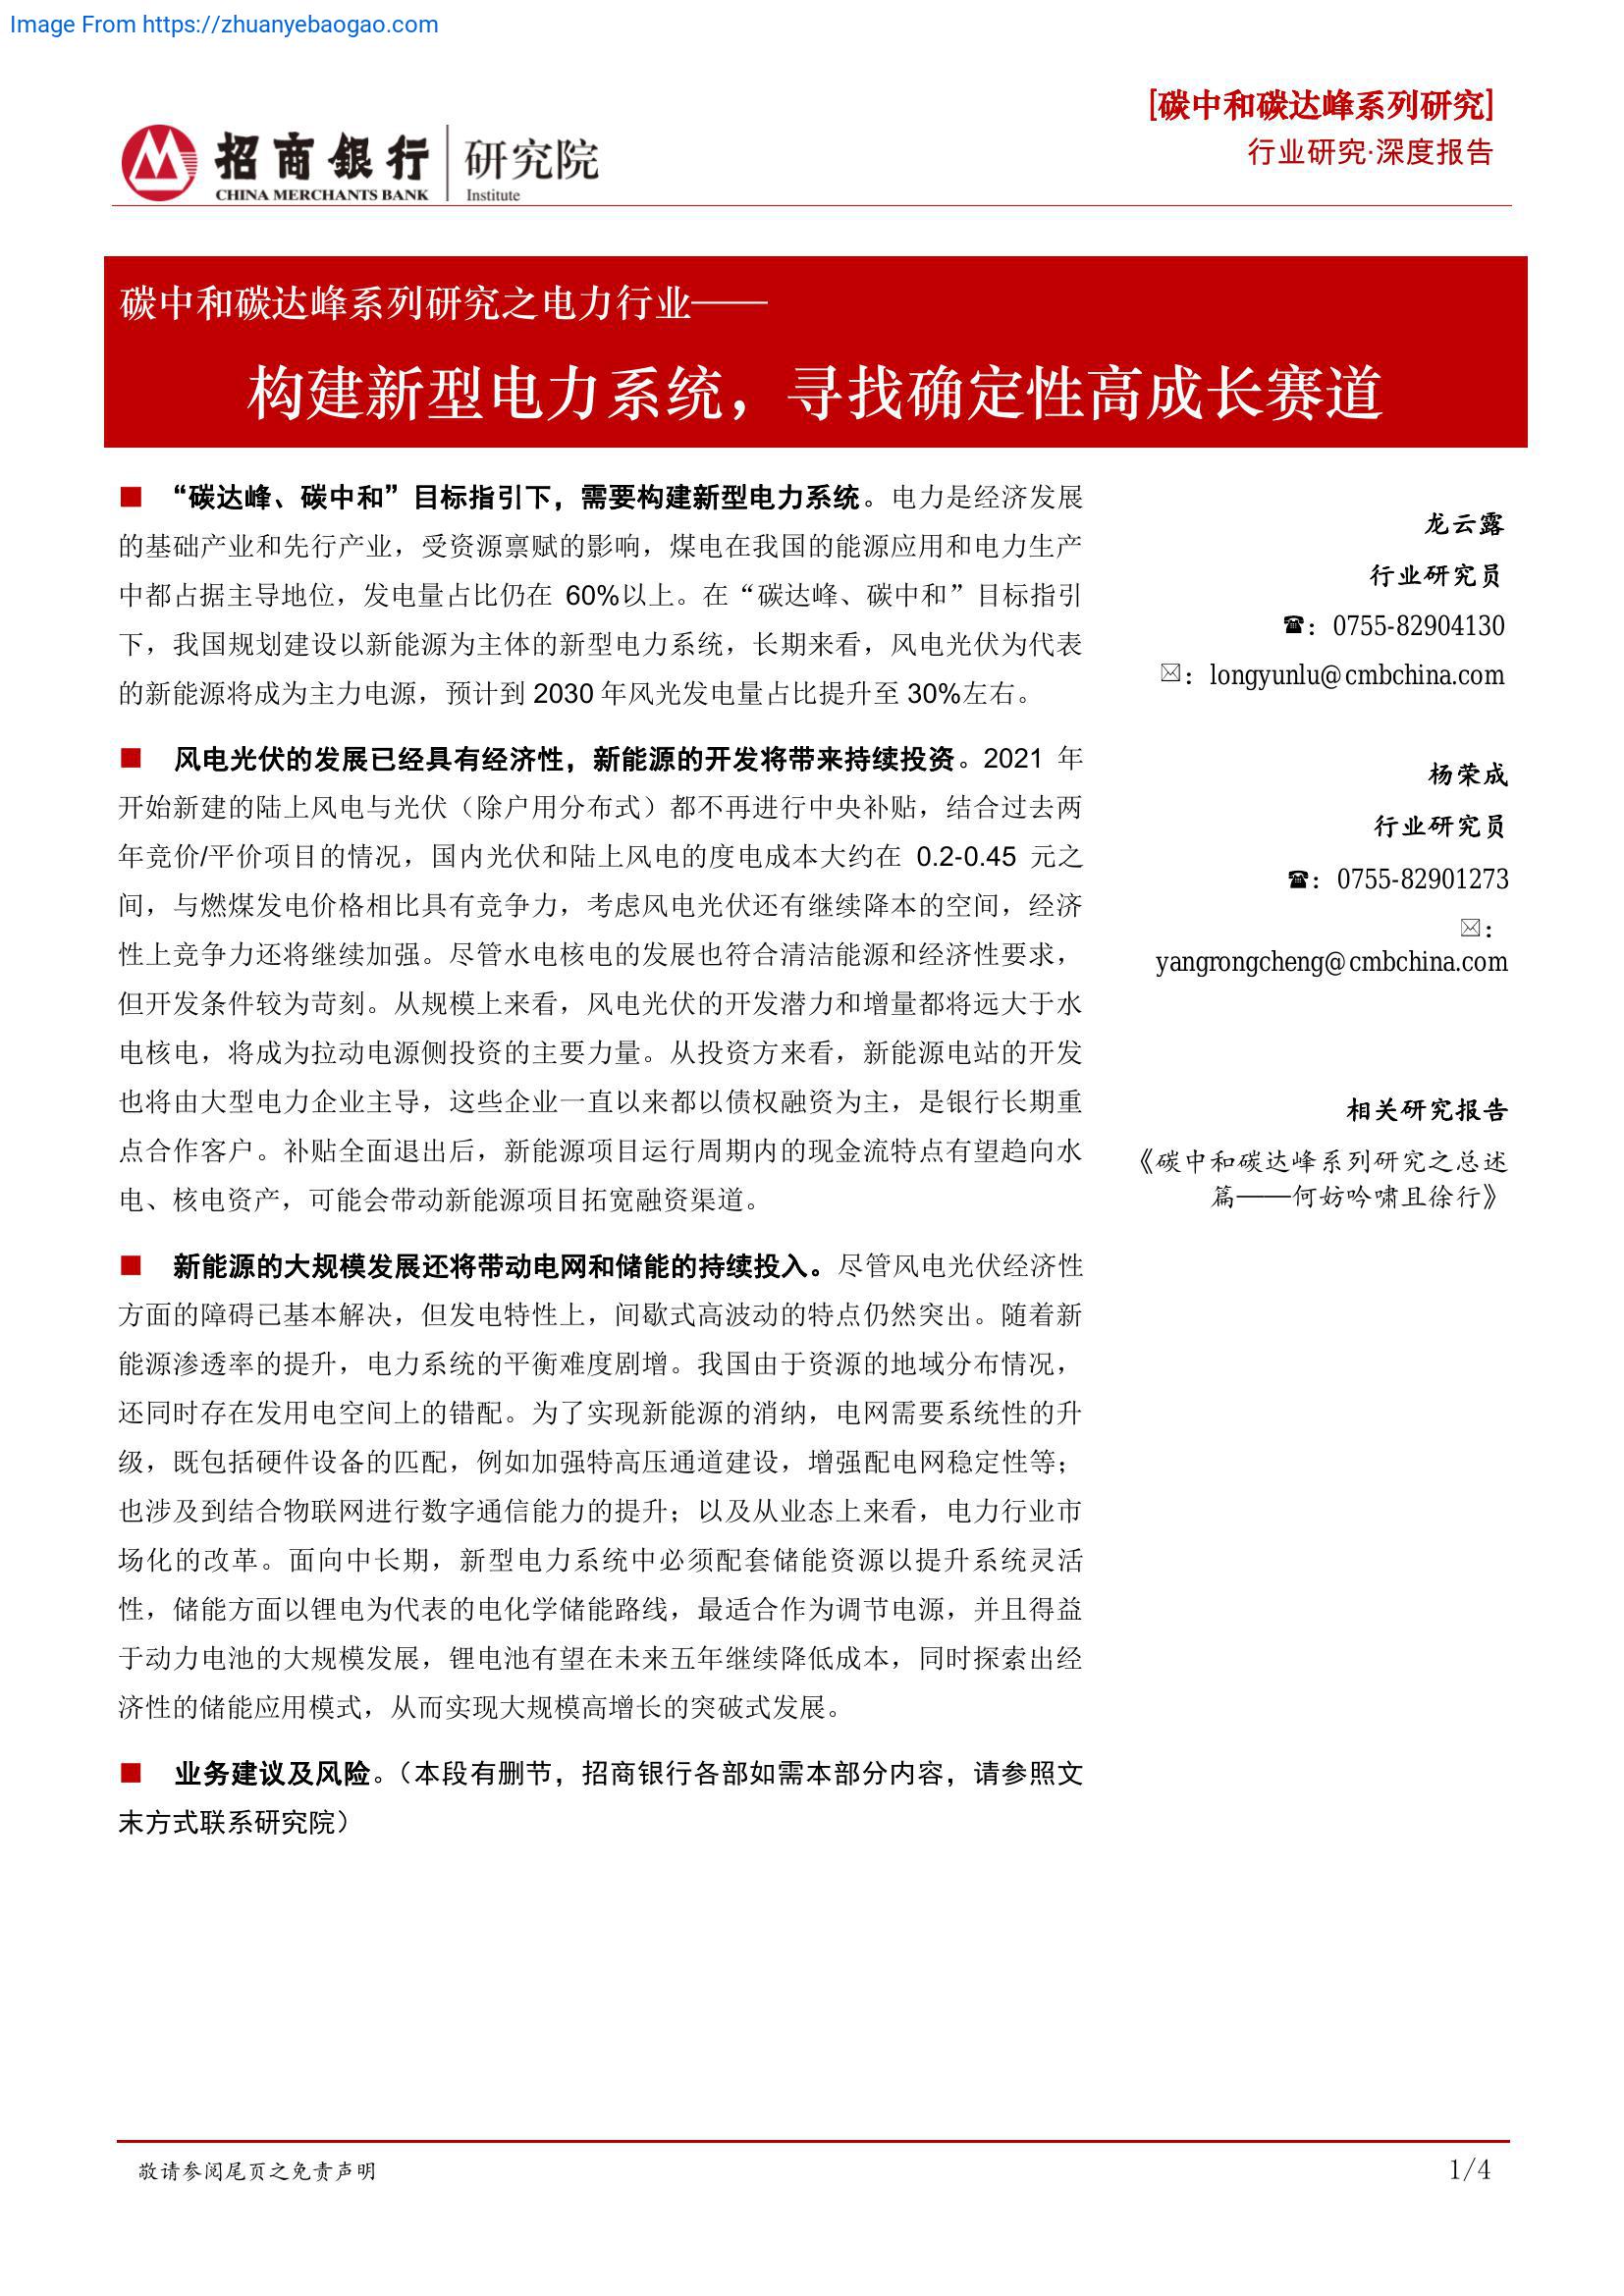 Image From https://zhuanyebaogao.com
[碳中和碳达峰系列研究]
行业研究·深度报告
招商銀行 研究院
CHINA MERCHANTS BANK Institute
碳中和碳达峰系列研究之电力行业——
构建新型电力系统，寻找确定性高成长赛道
■ “碳达峰、碳中和”目标指引下，需要构建新型电力系统。电力是经济发展
的基础产业和先行产业，受资源禀赋的影响，煤电在我国的能源应用和电力生产
中都占据主导地位，发电量占比仍在 60%以上。在“碳达峰、碳中和”目标指引
下，我国规划建设以新能源为主体的新型电力系统，长期来看，风电光伏为代表
的新能源将成为主力电源，预计到 2030 年风光发电量占比提升至 30%左右。
■ 风电光伏的发展已经具有经济性，新能源的开发将带来持续投资。2021 年
开始新建的陆上风电与光伏（除户用分布式）都不再进行中央补贴，结合过去两
年竞价/平价项目的情况，国内光伏和陆上风电的度电成本大约在 0.2-0.45 元之
间，与燃煤发电价格相比具有竞争力，考虑风电光伏还有继续降本的空间，经济
性上竞争力还将继续加强。尽管水电核电的发展也符合清洁能源和经济性要求，
但开发条件较为苛刻。从规模上来看，风电光伏的开发潜力和增量都将远大于水
电核电，将成为拉动电源侧投资的主要力量。从投资方来看，新能源电站的开发
也将由大型电力企业主导，这些企业一直以来都以债权融资为主，是银行长期重
点合作客户。补贴全面退出后，新能源项目运行周期内的现金流特点有望趋向水
电、核电资产，可能会带动新能源项目拓宽融资渠道。
■ 新能源的大规模发展还将带动电网和储能的持续投入。尽管风电光伏经济性
方面的障碍已基本解决，但发电特性上，间歇式高波动的特点仍然突出。随着新
能源渗透率的提升，电力系统的平衡难度剧增。我国由于资源的地域分布情况，
还同时存在发用电空间上的错配。为了实现新能源的消纳，电网需要系统性的升
级，既包括硬件设备的匹配，例如加强特高压通道建设，增强配电网稳定性等；
也涉及到结合物联网进行数字通信能力的提升；以及从业态上来看，电力行业市
场化的改革。面向中长期，新型电力系统中必须配套储能资源以提升系统灵活
性，储能方面以锂电为代表的电化学储能路线，最适合作为调节电源，并且得益
于动力电池的大规模发展，锂电池有望在未来五年继续降低成本，同时探索出经
济性的储能应用模式，从而实现大规模高增长的突破式发展。
■ 业务建议及风险。（本段有删节，招商银行各部如需本部分内容，请参照文
末方式联系研究院）
龙云露
行业研究员
☎：0755-82904130
✉：longyunlu@cmbchina.com
杨荣成
行业研究员
☎：0755-82901273
✉：
yangrongcheng@cmbchina.com
相关研究报告
《碳中和碳达峰系列研究之总述
篇——何妨吟啸且徐行》
敬请参阅尾页之免责声明
1/4